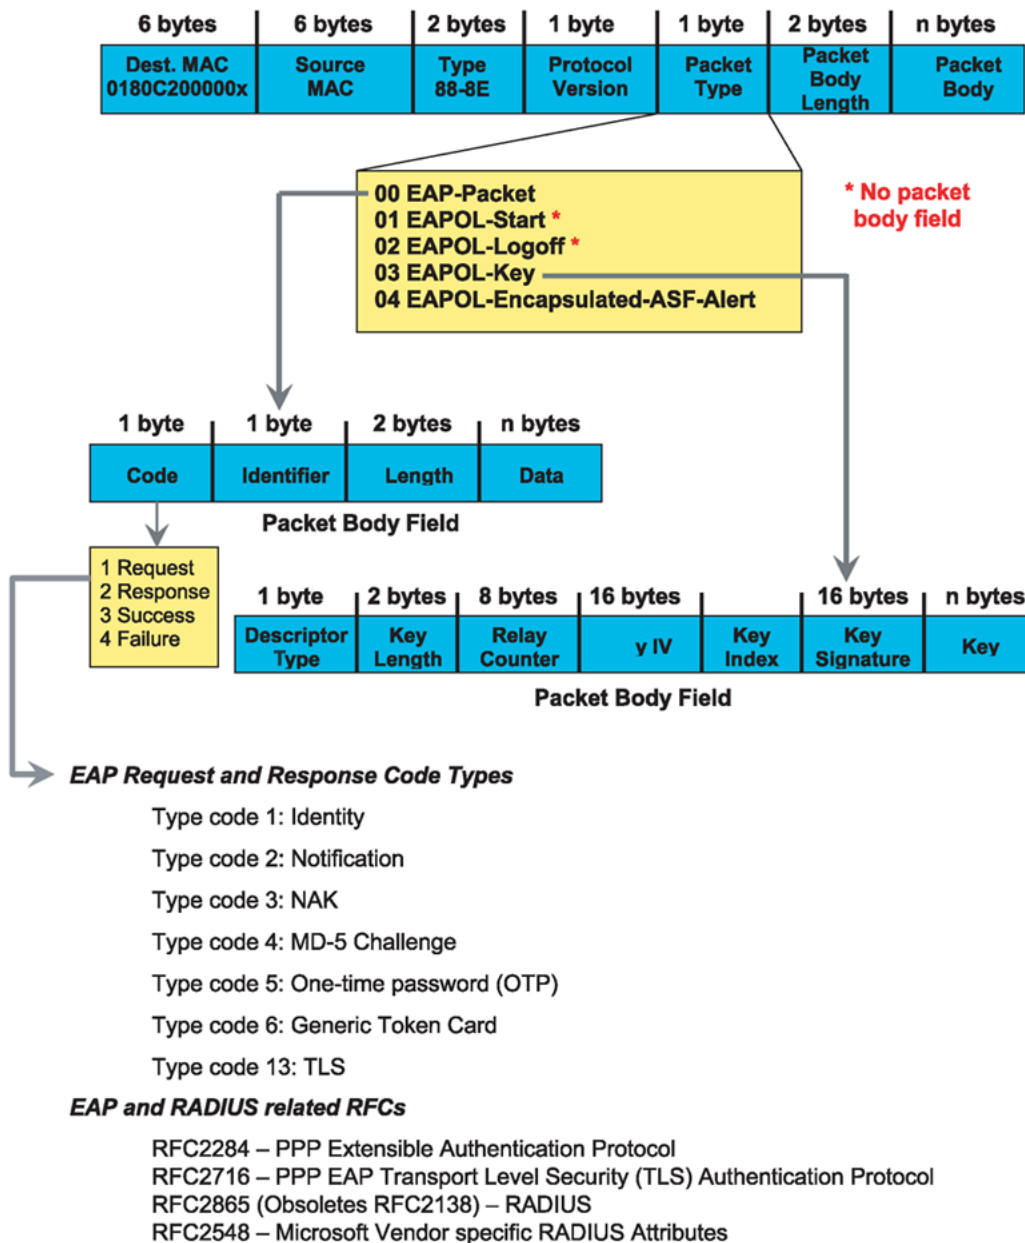 6 bytes 6 bytes 2 bytes 1 byte 1 byte 2 bytes n bytes
Dest. MAC 0180C200000x
Source MAC
Type 88-8E
Protocol Version
Packet Type
Packet Body Length
Packet Body
00 EAP-Packet
01 EAPOL-Start *
02 EAPOL-Logoff *
03 EAPOL-Key
04 EAPOL-Encapsulated-ASF-Alert
* No packet
body field
1 byte 1 byte 2 bytes n bytes
Code Identifier Length Data
Packet Body Field
1 Request
2 Response
3 Success
4 Failure
1 byte 2 bytes 8 bytes 16 bytes 16 bytes n bytes
Descriptor Type
Key Length
Relay Counter
y IV
Key Index
Key Signature
Key
Packet Body Field
EAP Request and Response Code Types
Type code 1: Identity
Type code 2: Notification
Type code 3: NAK
Type code 4: MD-5 Challenge
Type code 5: One-time password (OTP)
Type code 6: Generic Token Card
Type code 13: TLS
EAP and RADIUS related RFCs
RFC2284 – PPP Extensible Authentication Protocol
RFC2716 – PPP EAP Transport Level Security (TLS) Authentication Protocol
RFC2865 (Obsoletes RFC2138) – RADIUS
RFC2548 – Microsoft Vendor specific RADIUS Attributes